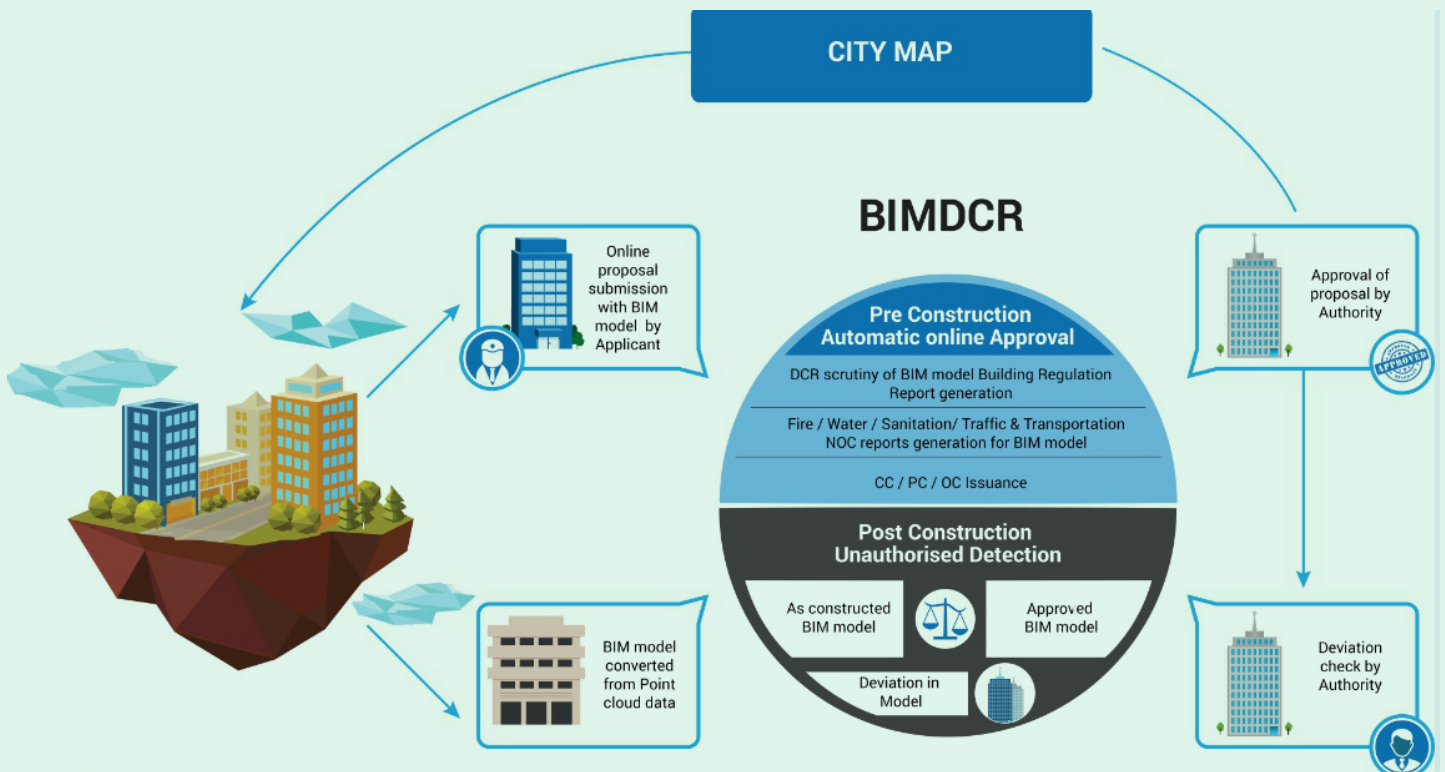 CITY MAP
BIMDCR
Online
proposal
submission
with BIM
model by
Applicant
Pre Construction
Automatic online Approval
DCR scrutiny of BIM model Building Regulation
Report generation
Fire / Water / Sanitation/ Traffic & Transportation
NOC reports generation for BIM model
CC / PC / OC Issuance
Approval of
proposal by
Authority
APPROVED
Post Construction
Unauthorised Detection
As constructed
BIM model
Approved
BIM model
Deviation in
Model
BIM model
converted
from Point
cloud data
Deviation
check by
Authority